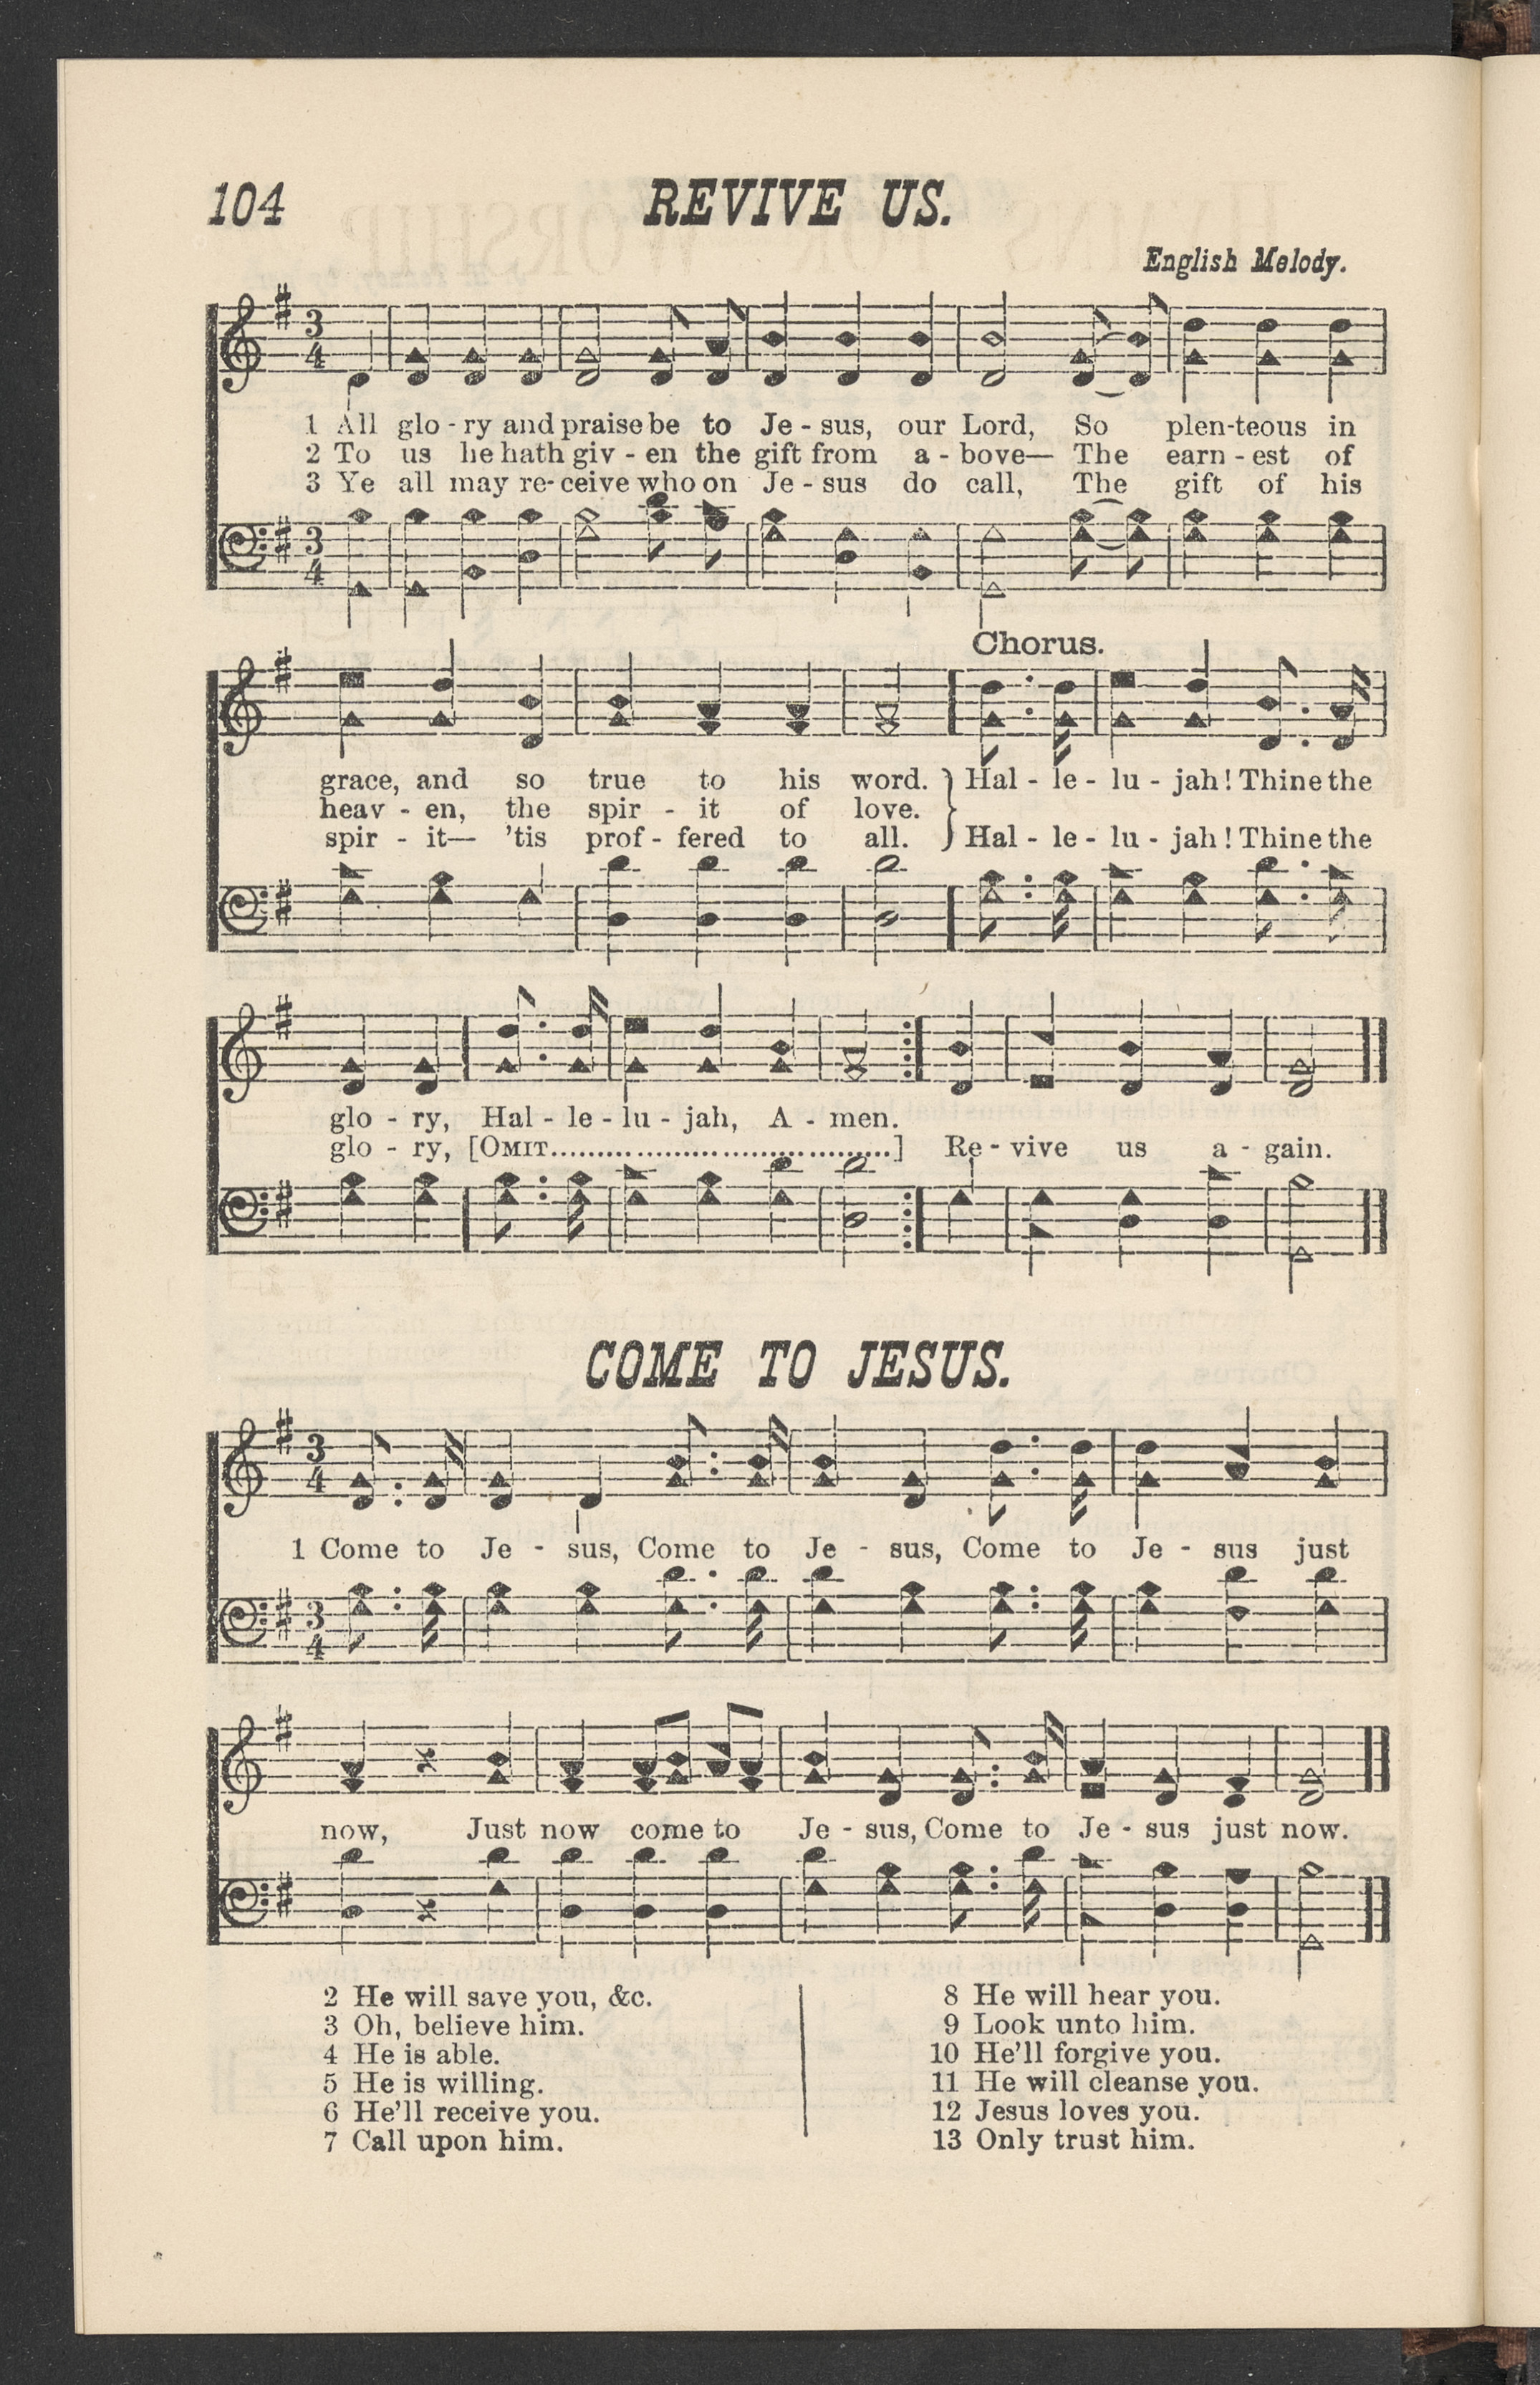 104
REVIVE US.
English Melody.
1 All glo - ry and praise be to Je - sus, our Lord, So plen-teous in
2 To us he hath giv - en the gift from a - bove— The earn - est of
3 Ye all may re-ceive who on Je - sus do call, The gift of his
Chorus.
grace, and so true to his word. } Hal - le - lu - jah! Thine the
heav - en, the spir - it of love.
spir - it— 'tis prof - fered to all. } Hal - le - lu - jah! Thine the
glo - ry, Hal - le - lu - jah, A - men.
glo - ry, [OMIT....................................] Re - vive us a - gain.
COME TO JESUS.
1 Come to Je - sus, Come to Je - sus, Come to Je - sus just
now, Just now come to Je - sus, Come to Je - sus just now.
2 He will save you, &c.
3 Oh, believe him.
4 He is able.
5 He is willing.
6 He'll receive you.
7 Call upon him.
8 He will hear you.
9 Look unto him.
10 He'll forgive you.
11 He will cleanse you.
12 Jesus loves you.
13 Only trust him.